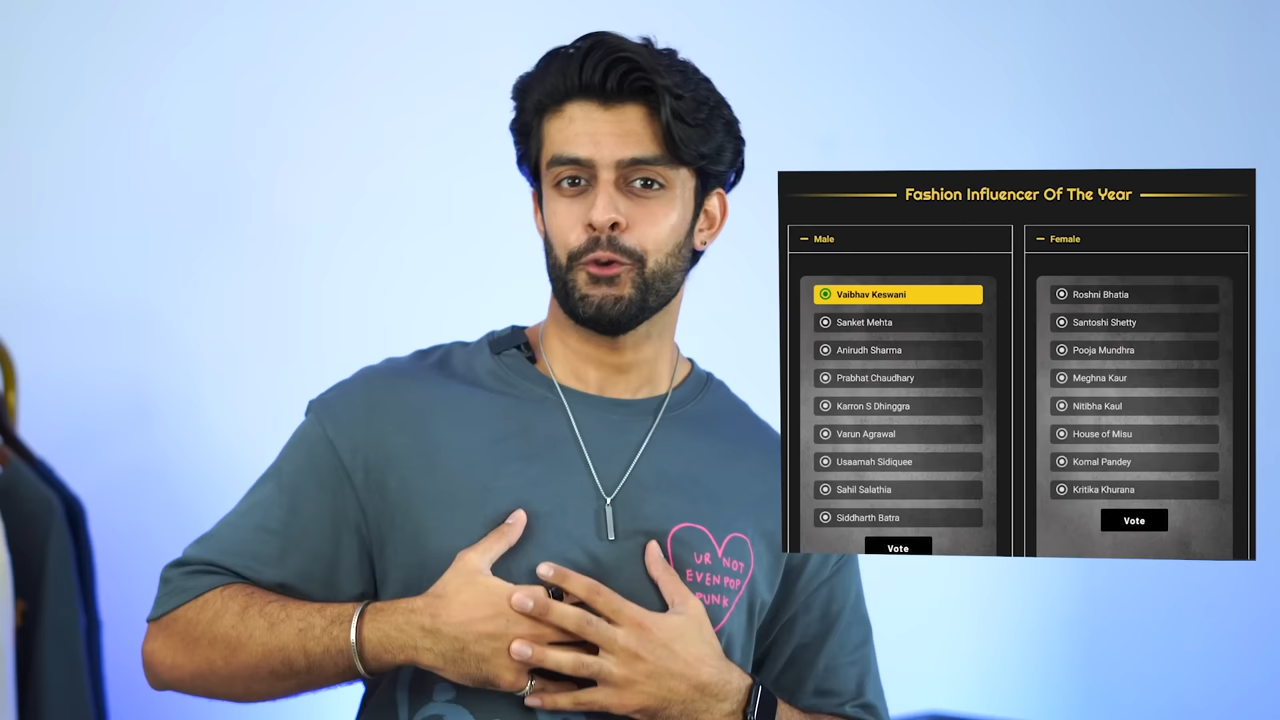 Fashion Influencer Of The Year
Male
Vaibhav Keswani
Sanket Mehta
Anirudh Sharma
Prabhat Chaudhary
Karron S Dhinggra
Varun Agrawal
Usaamah Sidiquee
Sahil Salathia
Siddharth Batra
Vote
Female
Roshni Bhatia
Santoshi Shetty
Pooja Mundhra
Meghna Kaur
Nitibha Kaul
House of Misu
Komal Pandey
Kritika Khurana
Vote
UR NOT
EVEN POP
PUNK